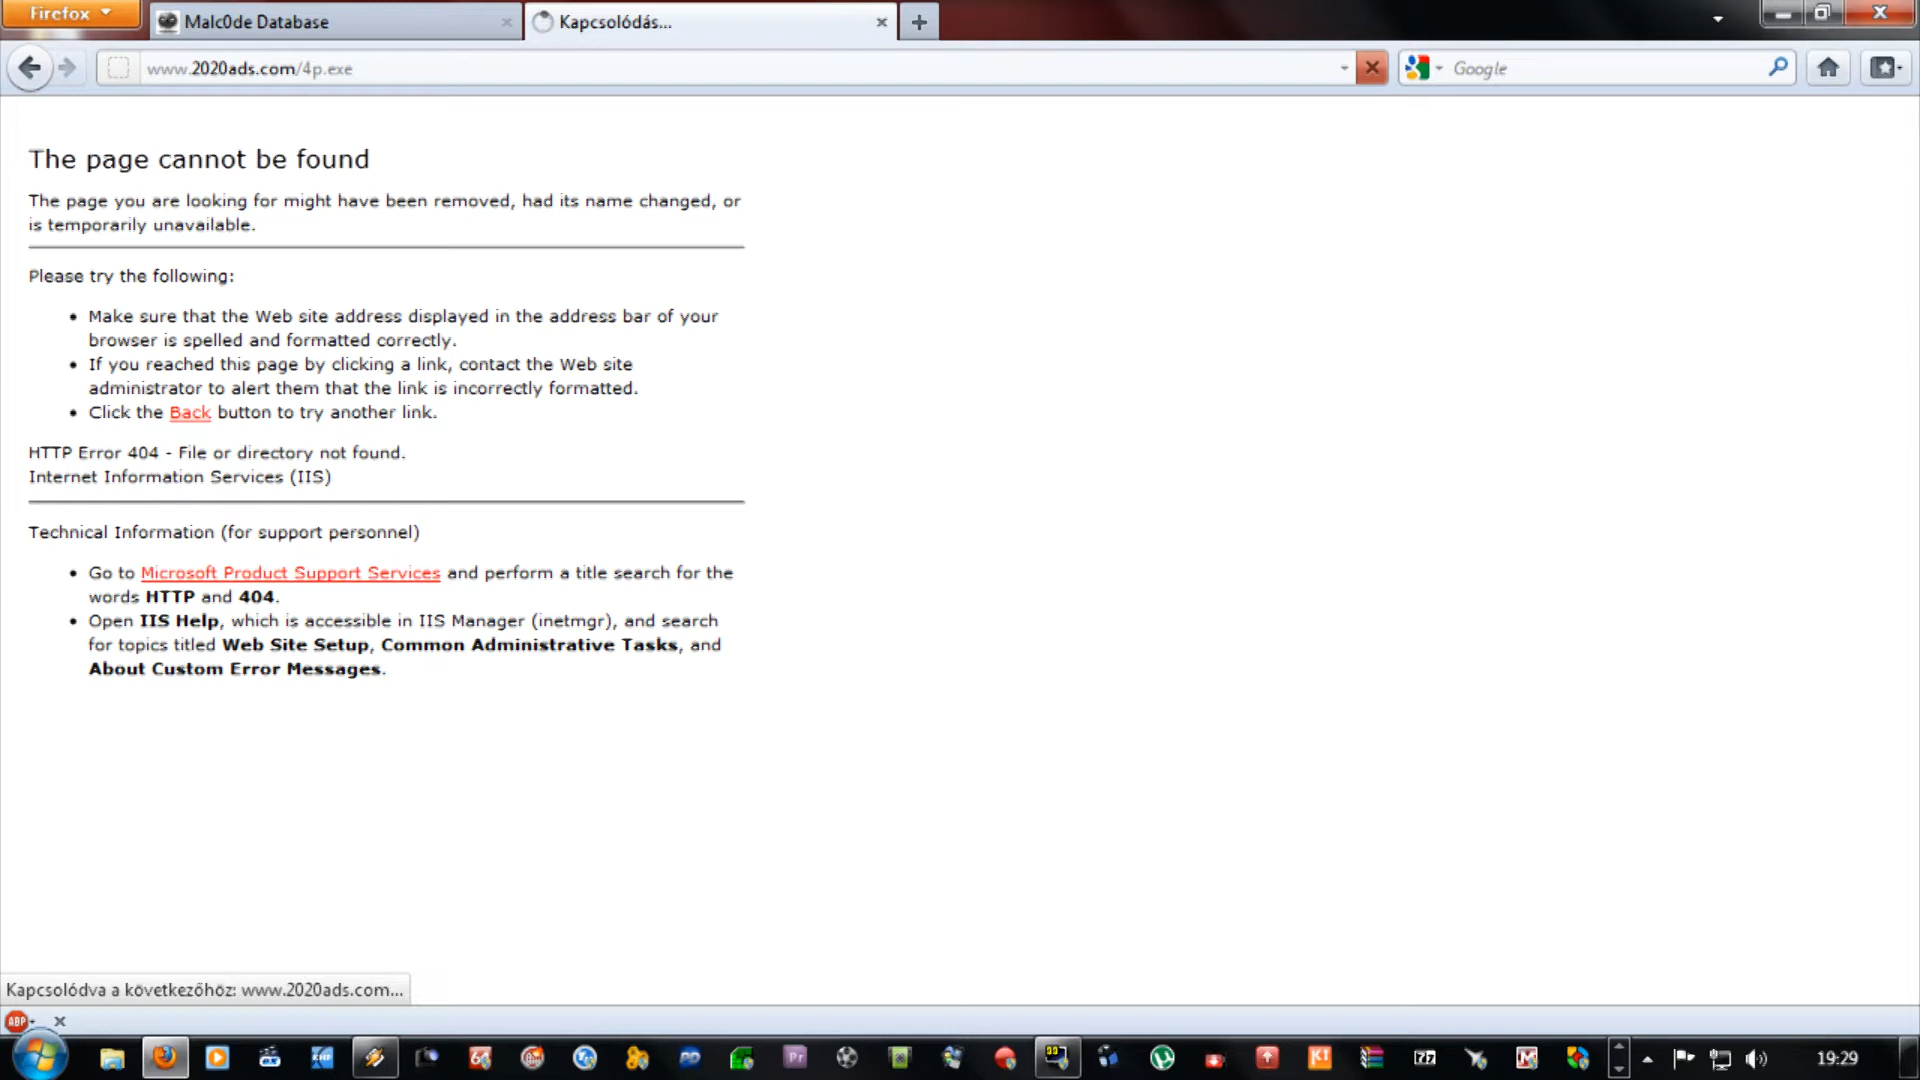 Firefox
Malc0de Database
Kapcsolódás...
www.2020ads.com/4p.exe
Google
The page cannot be found
The page you are looking for might have been removed, had its name changed, or
is temporarily unavailable.
Please try the following:
Make sure that the Web site address displayed in the address bar of your
browser is spelled and formatted correctly.
If you reached this page by clicking a link, contact the Web site
administrator to alert them that the link is incorrectly formatted.
Click the Back button to try another link.
HTTP Error 404 - File or directory not found.
Internet Information Services (IIS)
Technical Information (for support personnel)
Go to Microsoft Product Support Services and perform a title search for the
words HTTP and 404.
Open IIS Help, which is accessible in IIS Manager (inetmgr), and search
for topics titled Web Site Setup, Common Administrative Tasks, and
About Custom Error Messages.
Kapcsolódva a következőhöz: www.2020ads.com...
ABP
64
Pr
19:29